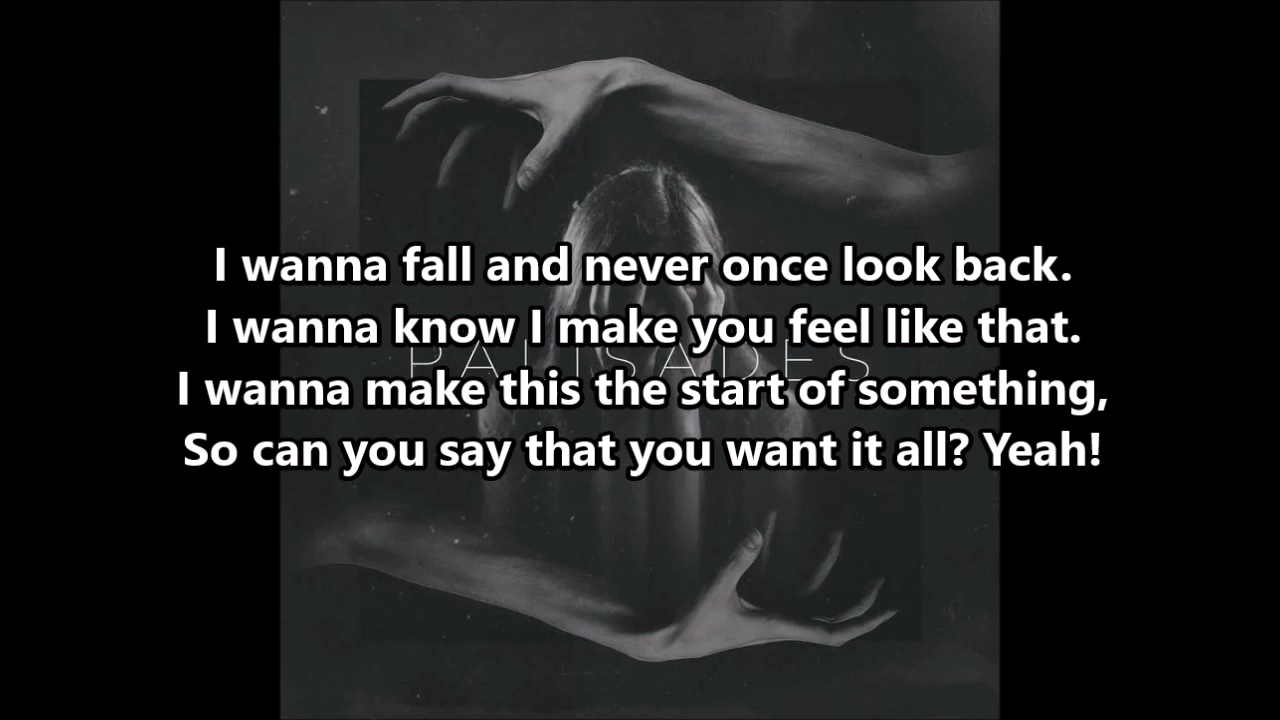 I wanna fall and never once look back.
I wanna know I make you feel like that.
PALISADES
I wanna make this the start of something,
So can you say that you want it all? Yeah!